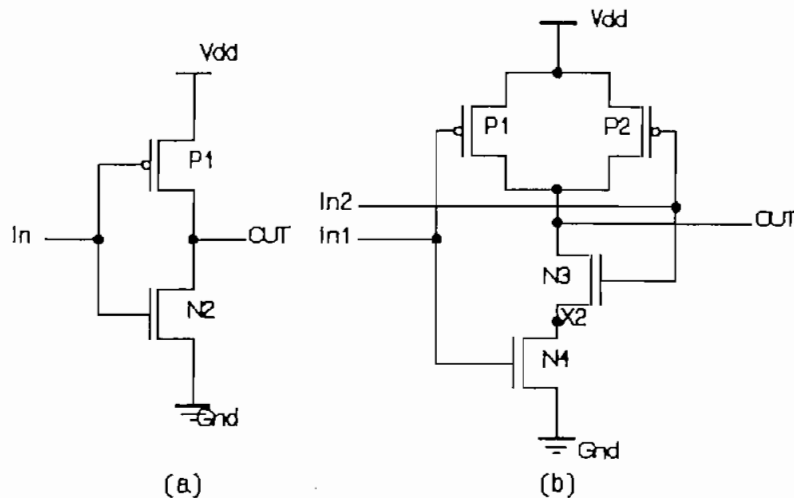 Vdd
P1
In
OUT
N2
Gnd
(a)
Vdd
P1
P2
In2
In1
OUT
N3
X2
N4
Gnd
(b)